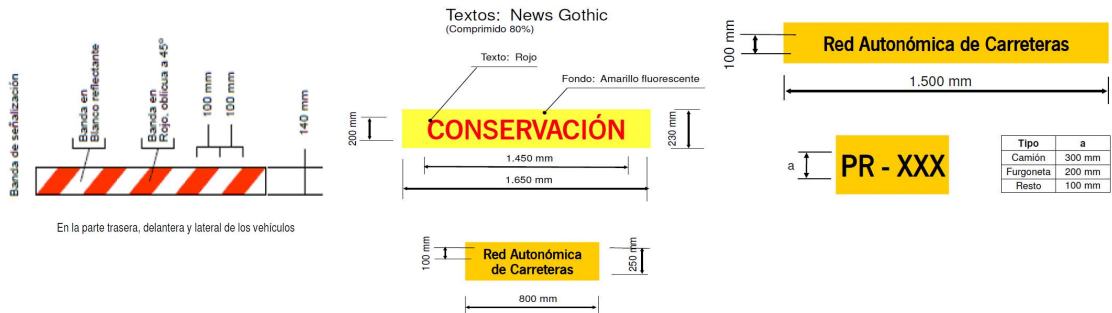 Banda de señalización
Banda en
Blanco reflectante
Banda en
Rojo, oblicua a 45º
100 mm
100 mm
140 mm
En la parte trasera, delantera y lateral de los vehículos
Textos: News Gothic
(Comprimido 80%)
Texto: Rojo
Fondo: Amarillo fluorescente
200 mm
CONSERVACIÓN
230 mm
1.450 mm
1.650 mm
100 mm
Red Autonómica
de Carreteras
250 mm
800 mm
100 mm
Red Autonómica de Carreteras
1.500 mm
a
PR - XXX
Tipo a
Camión 300 mm
Furgoneta 200 mm
Resto 100 mm